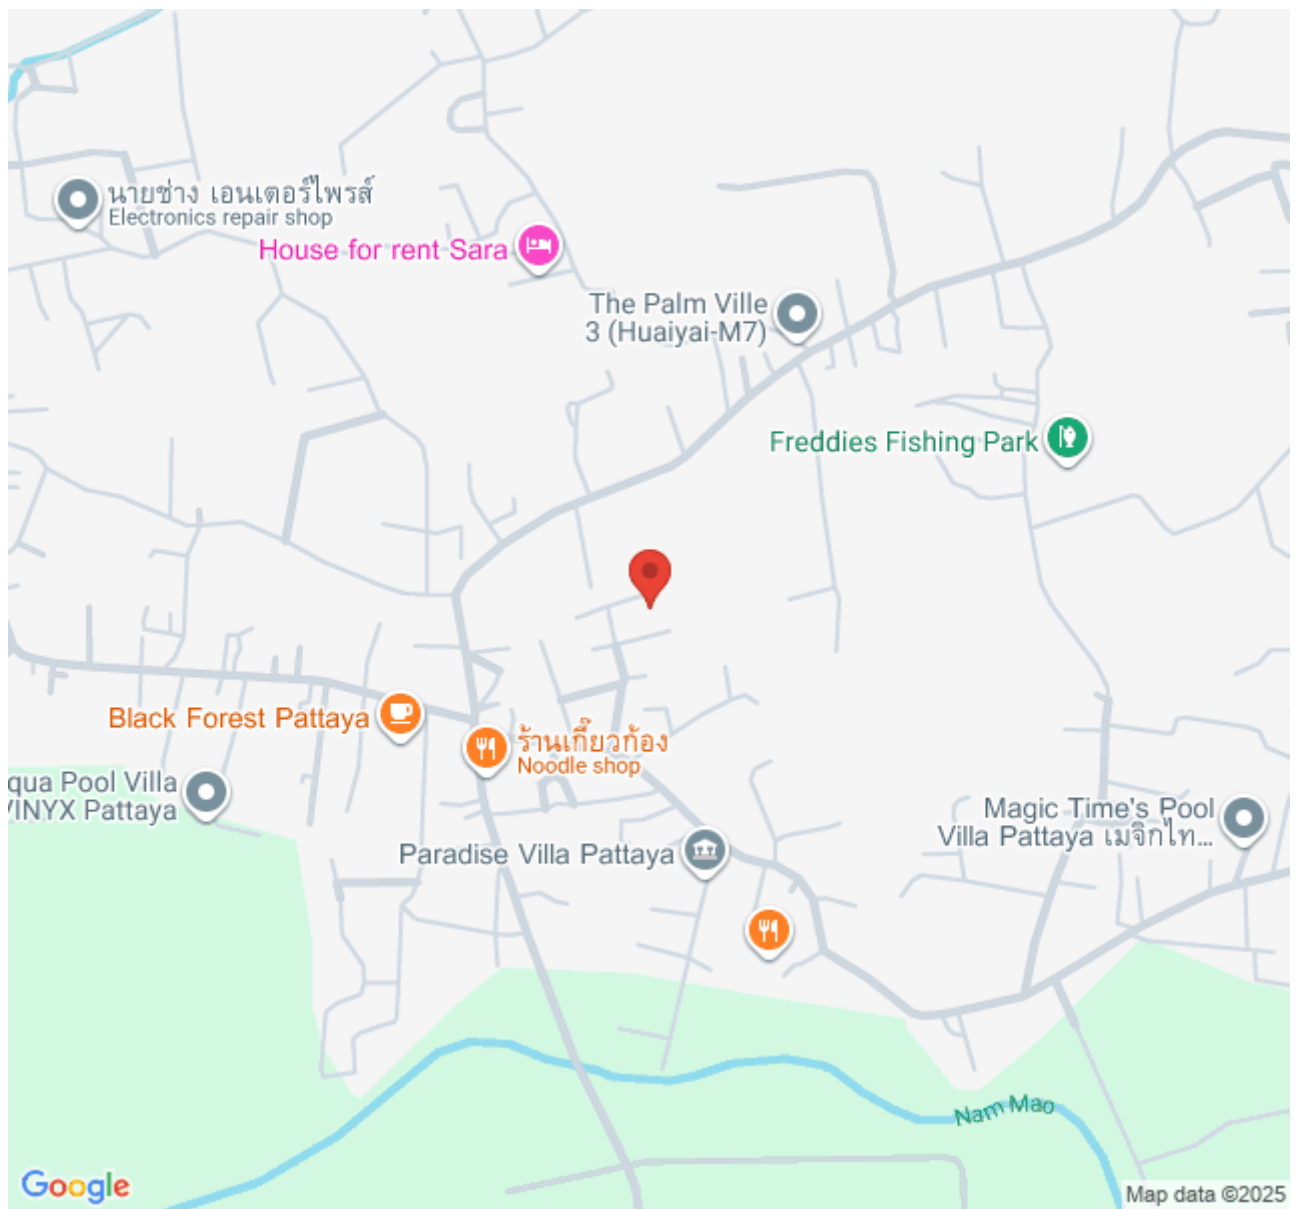 นายช่าง เอนเตอร์ไพรส์
Electronics repair shop
House for rent Sara
The Palm Ville
3 (Huaiyai-M7)
Freddies Fishing Park
Black Forest Pattaya
ร้านเกี๊ยวก้อง
Noodle shop
qua Pool Villa
VINYX Pattaya
Magic Time's Pool
Villa Pattaya เมจิกไท...
Paradise Villa Pattaya
Nam Mao
Google
Map data ©2025